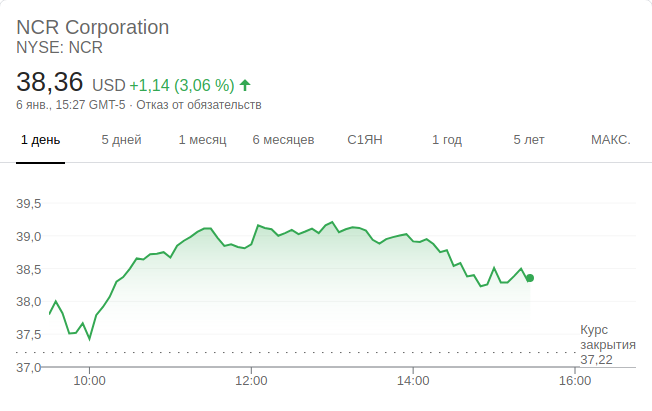 NCR Corporation
NYSE: NCR
38,36 USD +1,14 (3,06 %)
6 янв., 15:27 GMT-5 · Отказ от обязательств
1 день 5 дней 1 месяц 6 месяцев С1ЯН 1 год 5 лет МАКС.
39,5
39,0
38,5
38,0
37,5
37,0
Курс
закрытия
37,22
10:00 12:00 14:00 16:00